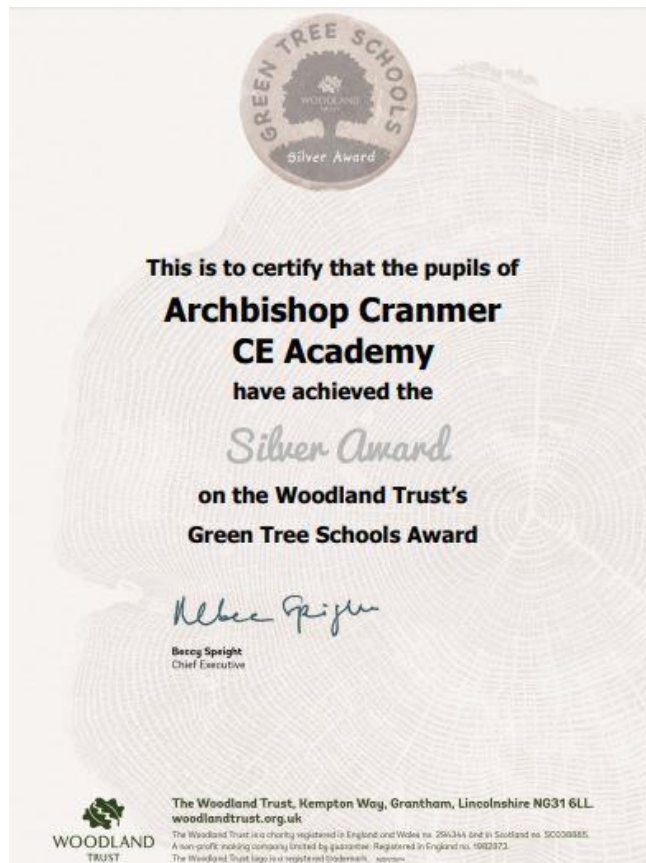 GREEN TREE SCHOOLS
WOODLAND
TRUST
Silver Award
This is to certify that the pupils of
Archbishop Cranmer
CE Academy
have achieved the
Silver Award
on the Woodland Trust's
Green Tree Schools Award
Beccy Speight
Chief Executive
The Woodland Trust, Kempton Way, Grantham, Lincolnshire NG31 6LL.
woodlandtrust.org.uk
The Woodland Trust is a charity registered in England and Wales no. 294344 and in Scotland no. SC038885.
A non-profit making company limited by guarantee. Registered in England no. 1982873.
The Woodland Trust logo is a registered trademark.
WOODLAND
TRUST